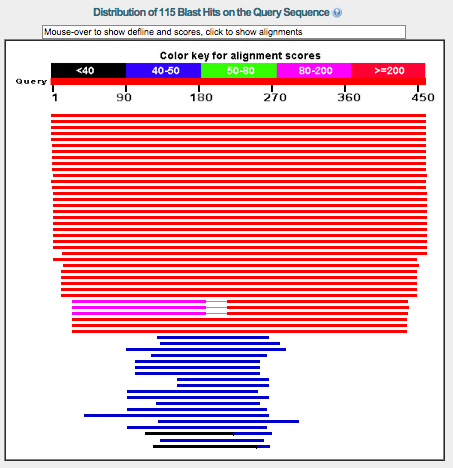 Distribution of 115 Blast Hits on the Query Sequence ?
Mouse-over to show defline and scores, click to show alignments
Color key for alignment scores
<40 40-50 50-80 80-200 >=200
Query
1 90 180 270 360 450